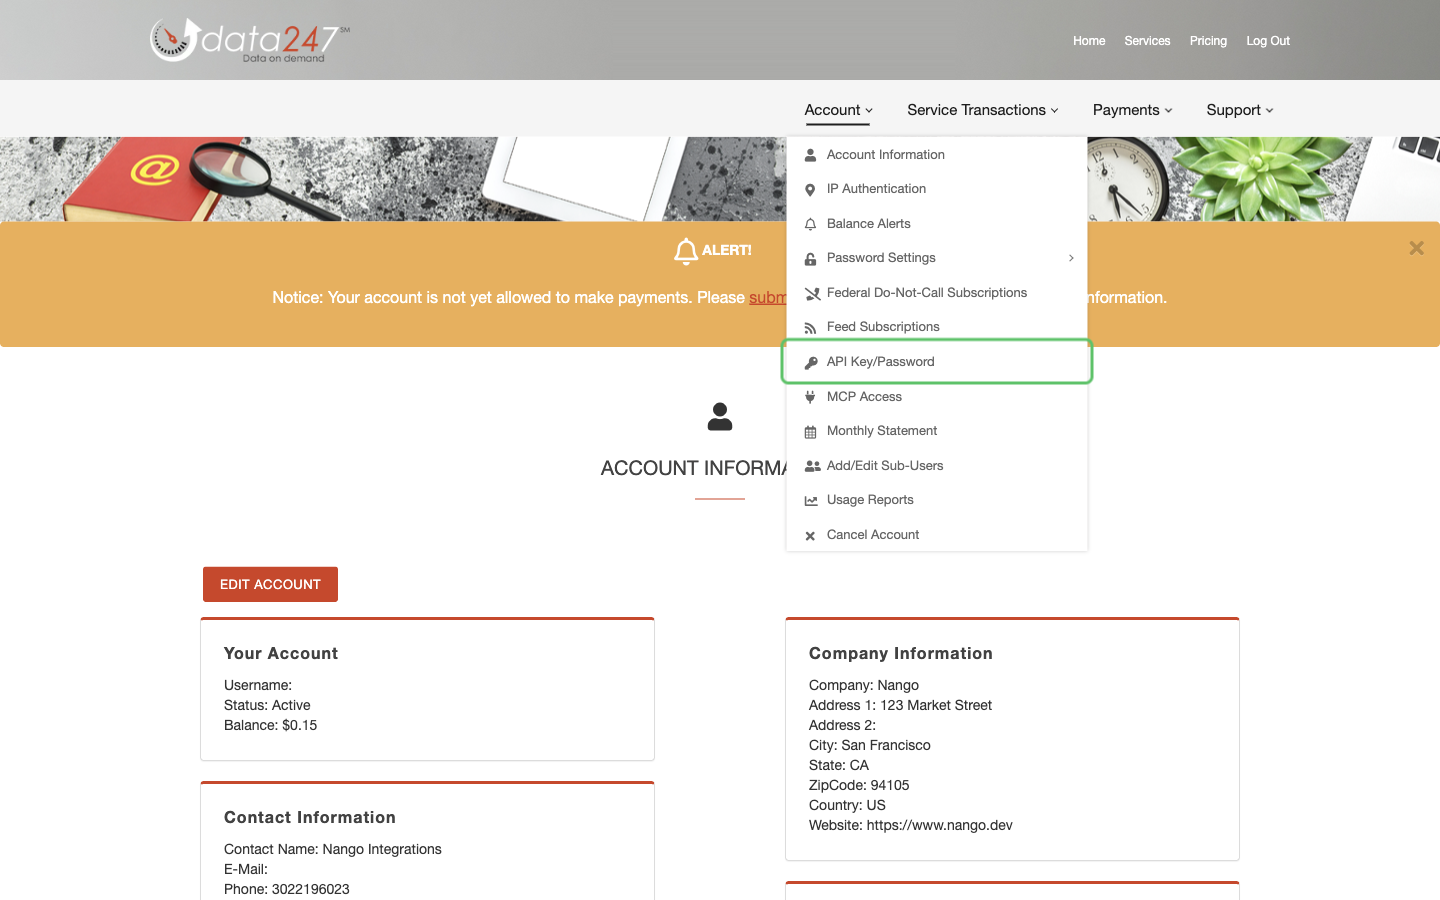 data247 SM
Data on demand
Home Services Pricing Log Out
Account Service Transactions Payments Support
@
ALERT!
Notice: Your account is not yet allowed to make payments. Please subm
nformation.
Account Information
IP Authentication
Balance Alerts
Password Settings
Federal Do-Not-Call Subscriptions
Feed Subscriptions
API Key/Password
MCP Access
Monthly Statement
Add/Edit Sub-Users
Usage Reports
Cancel Account
ACCOUNT INFORMA
EDIT ACCOUNT
Your Account
Username:
Status: Active
Balance: $0.15
Contact Information
Contact Name: Nango Integrations
E-Mail:
Phone: 3022196023
Company Information
Company: Nango
Address 1: 123 Market Street
Address 2:
City: San Francisco
State: CA
ZipCode: 94105
Country: US
Website: https://www.nango.dev